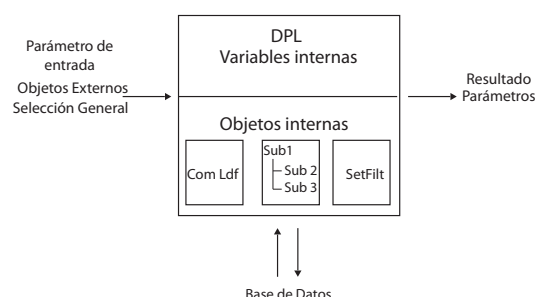 DPL
Variables internas
Parámetro de
entrada
Objetos Externos
Selección General
Resultado
Parámetros
Objetos internas
Com Ldf
Sub1
Sub 2
Sub 3
SetFilt
Base de Datos